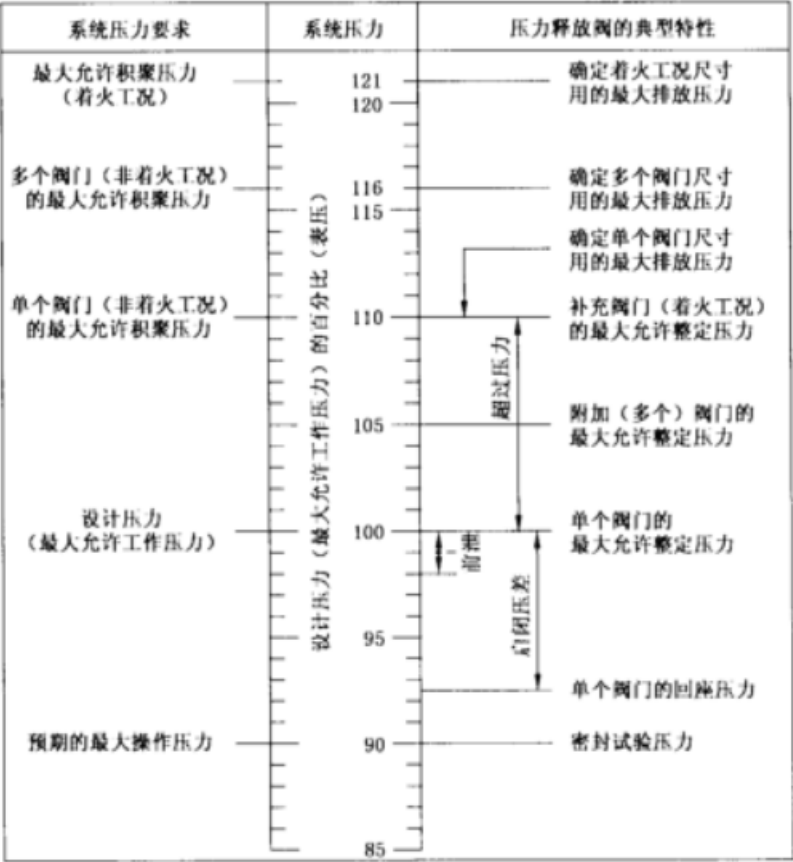 系统压力要求
系统压力
压力释放阀的典型特性
最大允许积聚压力
（着火工况）
多个阀门（非着火工况）
的最大允许积聚压力
单个阀门（非着火工况）
的最大允许积聚压力
设计压力
（最大允许工作压力）
预期的最大操作压力
设计压力（最大允许工作压力）的百分比（表压）
121
120
116
115
110
105
100
95
90
85
确定着火工况尺寸
用的最大排放压力
确定多个阀门尺寸
用的最大排放压力
确定单个阀门尺寸
用的最大排放压力
补充阀门（着火工况）
的最大允许整定压力
超过压力
附加（多个）阀门的
最大允许整定压力
单个阀门的
最大允许整定压力
前泄
启闭压差
单个阀门的回座压力
密封试验压力